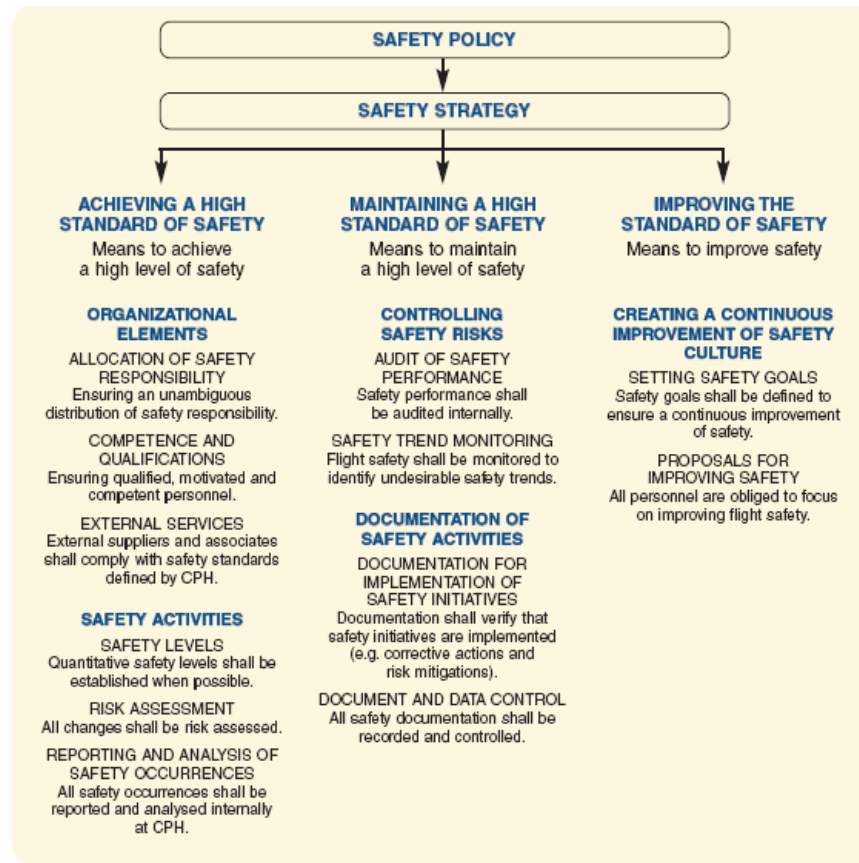 SAFETY POLICY
SAFETY STRATEGY
ACHIEVING A HIGH
STANDARD OF SAFETY
Means to achieve
a high level of safety
ORGANIZATIONAL
ELEMENTS
ALLOCATION OF SAFETY
RESPONSIBILITY
Ensuring an unambiguous
distribution of safety responsibility.
COMPETENCE AND
QUALIFICATIONS
Ensuring qualified, motivated and
competent personnel.
EXTERNAL SERVICES
External suppliers and associates
shall comply with safety standards
defined by CPH.
SAFETY ACTIVITIES
SAFETY LEVELS
Quantitative safety levels shall be
established when possible.
RISK ASSESSMENT
All changes shall be risk assessed.
REPORTING AND ANALYSIS OF
SAFETY OCCURRENCES
All safety occurrences shall be
reported and analysed internally
at CPH.
MAINTAINING A HIGH
STANDARD OF SAFETY
Means to maintain
a high level of safety
CONTROLLING
SAFETY RISKS
AUDIT OF SAFETY
PERFORMANCE
Safety performance shall
be audited internally.
SAFETY TREND MONITORING
Flight safety shall be monitored to
identify undesirable safety trends.
DOCUMENTATION OF
SAFETY ACTIVITIES
DOCUMENTATION FOR
IMPLEMENTATION OF
SAFETY INITIATIVES
Documentation shall verify that
safety initiatives are implemented
(e.g. corrective actions and
risk mitigations).
DOCUMENT AND DATA CONTROL
All safety documentation shall be
recorded and controlled.
IMPROVING THE
STANDARD OF SAFETY
Means to improve safety
CREATING A CONTINUOUS
IMPROVEMENT OF SAFETY
CULTURE
SETTING SAFETY GOALS
Safety goals shall be defined to
ensure a continuous improvement
of safety.
PROPOSALS FOR
IMPROVING SAFETY
All personnel are obliged to focus
on improving flight safety.